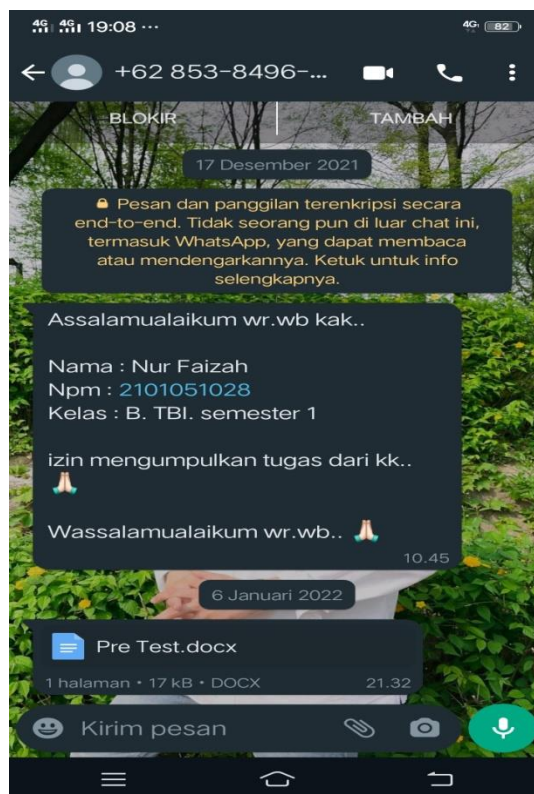 4G 4G 19:08 ... 4G 82
+62 853-8496-...
BLOKIR TAMBAH
17 Desember 2021
Pesan dan panggilan terenkripsi secara
end-to-end. Tidak seorang pun di luar chat ini,
termasuk WhatsApp, yang dapat membaca
atau mendengarkannya. Ketuk untuk info
selengkapnya.
Assalamualaikum wr.wb kak..
Nama : Nur Faizah
Npm : 2101051028
Kelas : B. TBI. semester 1
izin mengumpulkan tugas dari kk..
🙏🏻
Wassalamualaikum wr.wb.. 🙏🏻
10.45
6 Januari 2022
Pre Test.docx
1 halaman • 17 kB • DOCX 21.32
Kirim pesan